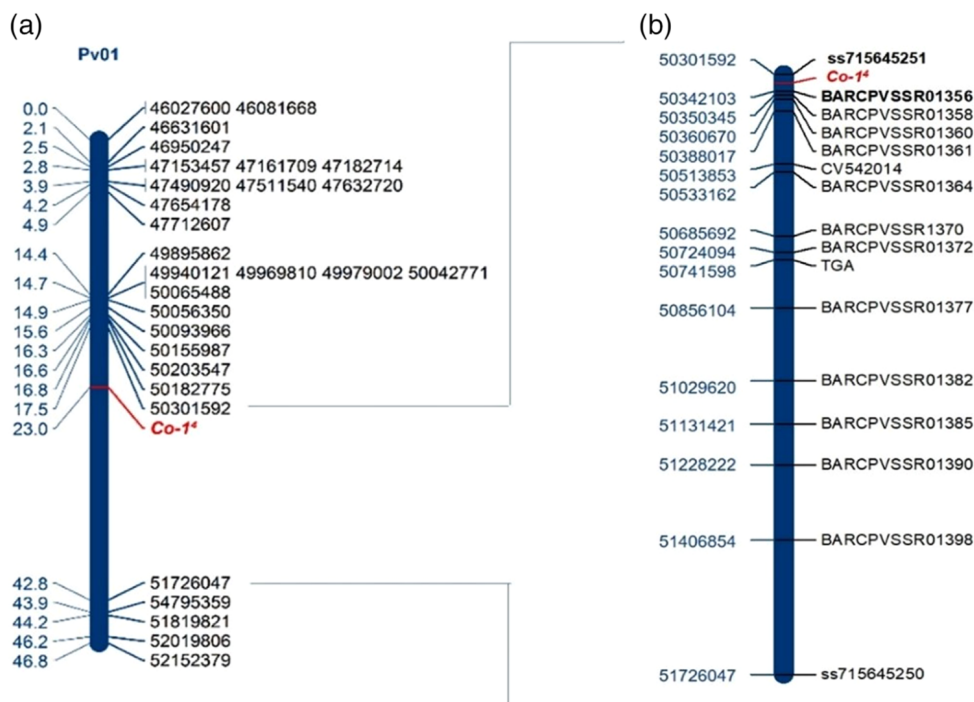 (a)
Pv01
0.0 46027600 46081668
2.1 46631601
2.5 46950247
2.8 47153457 47161709 47182714
3.9 47490920 47511540 47632720
4.2 47654178
4.9 47712607
14.4 49895862
14.7 49940121 49969810 49979002 50042771
50065488
14.9 50056350
15.6 50093966
16.3 50155987
16.6 50203547
16.8 50182775
17.5 50301592
23.0 Co-1⁴
42.8 51726047
43.9 54795359
44.2 51819821
46.2 52019806
46.8 52152379
(b)
50301592 ss715645251
Co-1⁴
50342103 BARCPVSSR01356
50350345 BARCPVSSR01358
50360670 BARCPVSSR01360
50388017 BARCPVSSR01361
50513853 CV542014
50533162 BARCPVSSR01364
50685692 BARCPVSSR1370
50724094 BARCPVSSR01372
50741598 TGA
50856104 BARCPVSSR01377
51029620 BARCPVSSR01382
51131421 BARCPVSSR01385
51228222 BARCPVSSR01390
51406854 BARCPVSSR01398
51726047 ss715645250